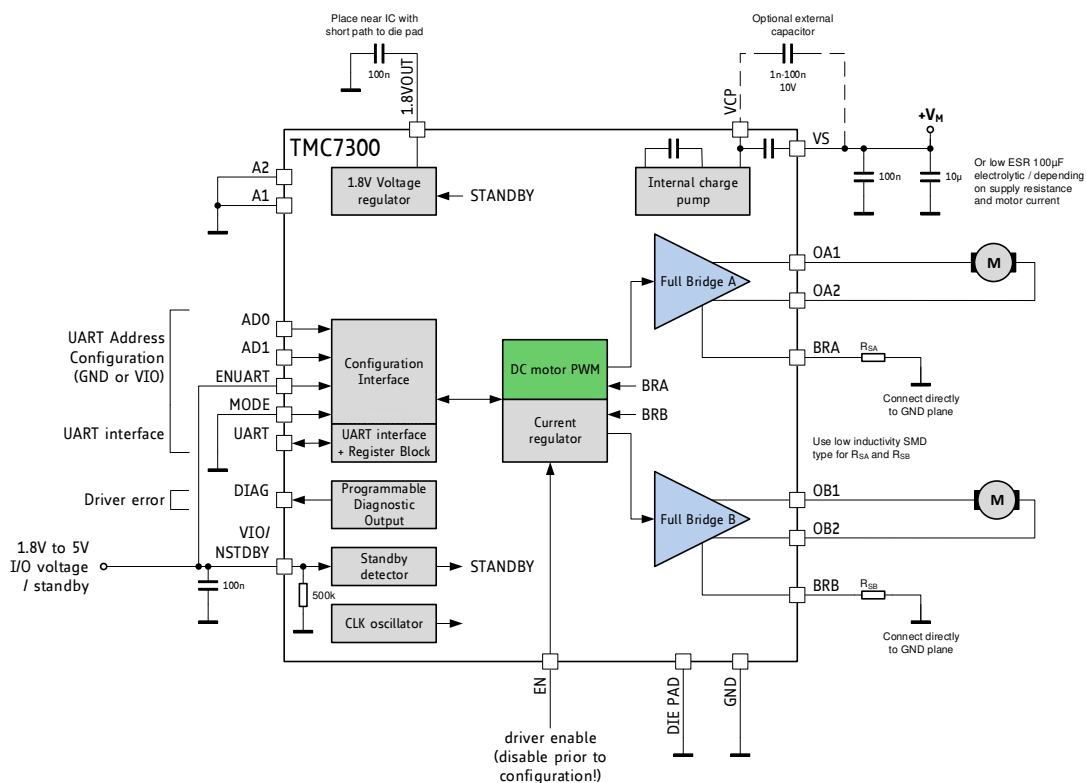 Place near IC with
short path to die pad
100n
1.8VOUT
Optional external
capacitor
1n-100n
10V
VCP
+VM
VS
TMC7300
A2
A1
1.8V Voltage
regulator
STANDBY
Internal charge
pump
100n
10µ
Or low ESR 100µF
electrolytic / depending
on supply resistance
and motor current
OA1
M
Full Bridge A
OA2
UART Address
Configuration
(GND or VIO)
UART interface
AD0
AD1
ENUART
MODE
UART
Configuration
Interface
UART interface
+ Register Block
DC motor PWM
BRA
BRB
Current
regulator
BRA
RSA
Connect directly
to GND plane
Use low inductivity SMD
type for RSA and RSB
Driver error
DIAG
Programmable
Diagnostic
Output
OB1
M
Full Bridge B
OB2
1.8V to 5V
I/O voltage
/ standby
VIO/
NSTDBY
100n
500k
Standby
detector
STANDBY
CLK oscillator
BRB
RSB
Connect directly
to GND plane
EN
DIE PAD
GND
driver enable
(disable prior to
configuration!)